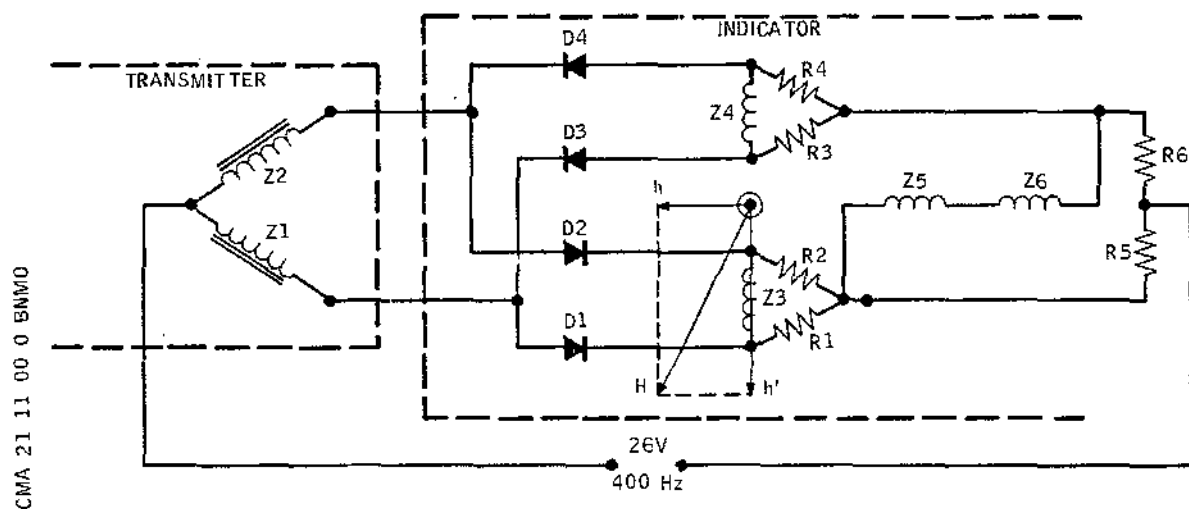 INDICATOR
TRANSMITTER
D4
R4
Z4
D3
R3
R6
Z2
h
Z5
Z6
Z1
D2
R2
R5
Z3
D1
R1
H
h'
26V
400 Hz
CMA 21 11 00 0 BNM0